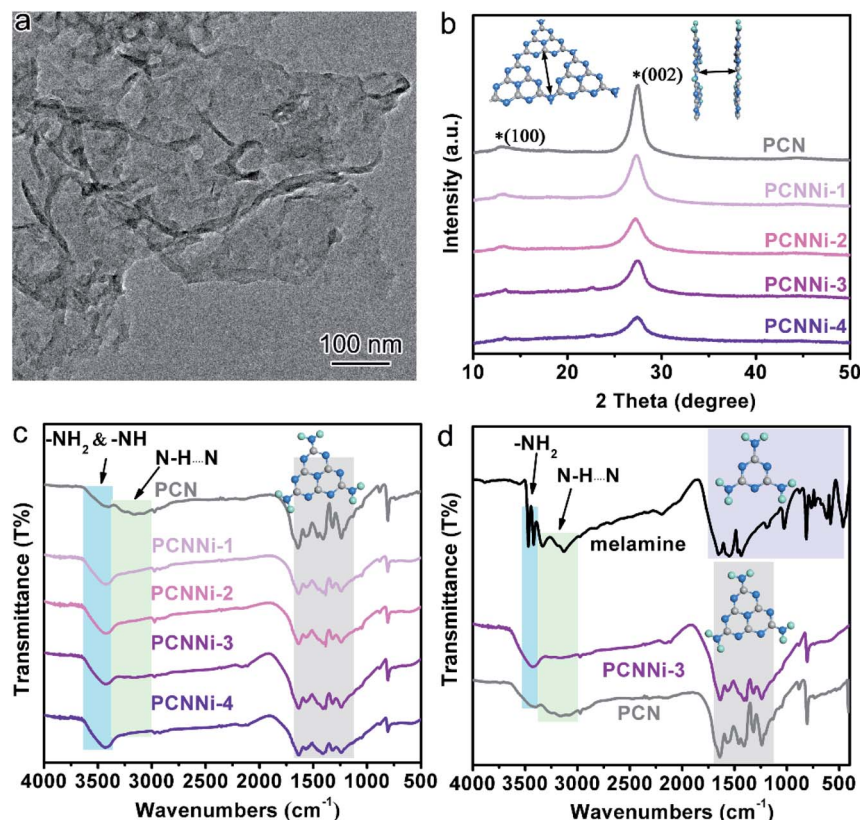 a
100 nm
b
*(002)
*(100)
PCN
PCNNi-1
PCNNi-2
PCNNi-3
PCNNi-4
Intensity (a.u.)
10 20 30 40 50
2 Theta (degree)
c
-NH₂ & -NH
N-H····N
PCN
PCNNi-1
PCNNi-2
PCNNi-3
PCNNi-4
Transmittance (T%)
4000 3500 3000 2500 2000 1500 1000 500
Wavenumbers (cm⁻¹)
d
-NH₂
N-H····N
melamine
PCNNi-3
PCN
Transmittance (T%)
4000 3500 3000 2500 2000 1500 1000 500
Wavenumbers (cm⁻¹)